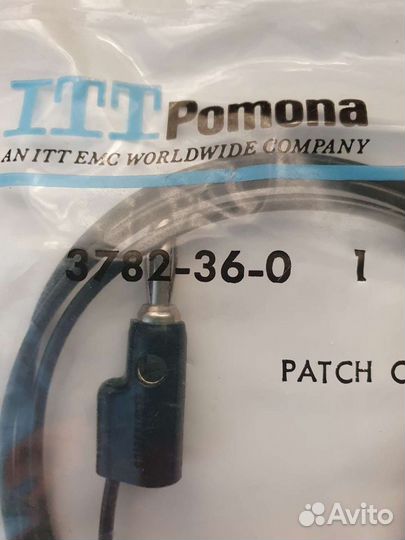 ITT Pomona
AN ITT EMC WORLDWIDE COMPANY
3782-36-0 1
PATCH
Avito